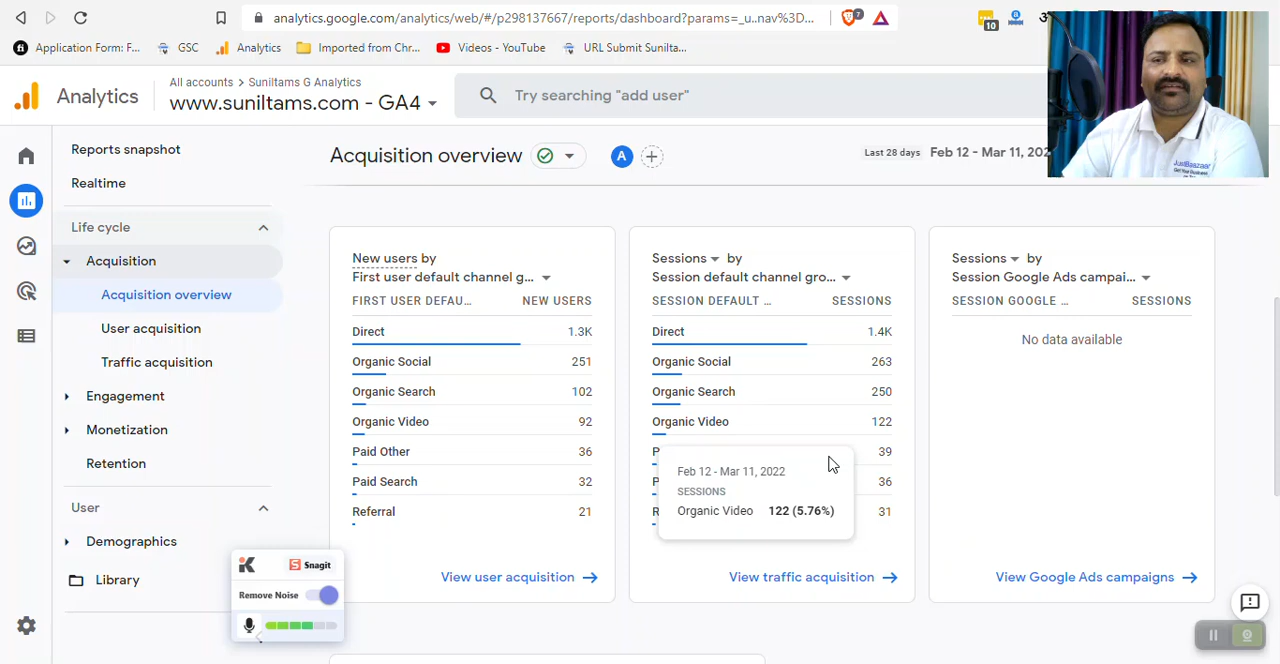 analytics.google.com/analytics/web/#/p298137667/reports/dashboard?params=_u..nav%3D...
7
10
Application Form: F...
GSC
Analytics
Imported from Chr...
Videos - YouTube
URL Submit Sunilta...
Analytics
All accounts > Suniltams G Analytics
www.suniltams.com - GA4
Try searching "add user"
Reports snapshot
Realtime
Life cycle
Acquisition
Acquisition overview
User acquisition
Traffic acquisition
Engagement
Monetization
Retention
User
Demographics
Library
Acquisition overview
A
Last 28 days Feb 12 - Mar 11, 202
New users by
First user default channel g...
FIRST USER DEFAU... NEW USERS
Direct 1.3K
Organic Social 251
Organic Search 102
Organic Video 92
Paid Other 36
Paid Search 32
Referral 21
View user acquisition
Sessions by
Session default channel gro...
SESSION DEFAULT ... SESSIONS
Direct 1.4K
Organic Social 263
Organic Search 250
Organic Video 122
P 39
P 36
R 31
Feb 12 - Mar 11, 2022
SESSIONS
Organic Video 122 (5.76%)
View traffic acquisition
Sessions by
Session Google Ads campai...
SESSION GOOGLE ... SESSIONS
No data available
View Google Ads campaigns
Snagit
Remove Noise
JustBaazaar